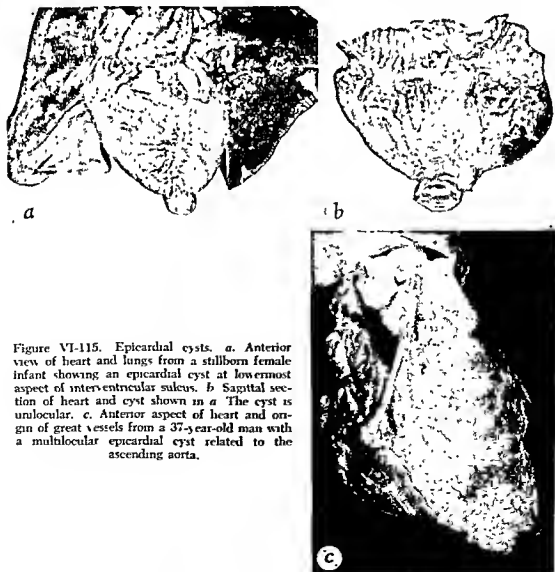 a
b
Figure VI-115. Epicardial cysts. a. Anterior
view of heart and lungs from a stillborn female
infant showing an epicardial cyst at lowermost
aspect of interventricular sulcus. b Sagittal sec-
tion of heart and cyst shown in a The cyst is
unilocular. c. Anterior aspect of heart and ori-
gin of great vessels from a 37-year-old man with
a multilocular epicardial cyst related to the
ascending aorta.
c